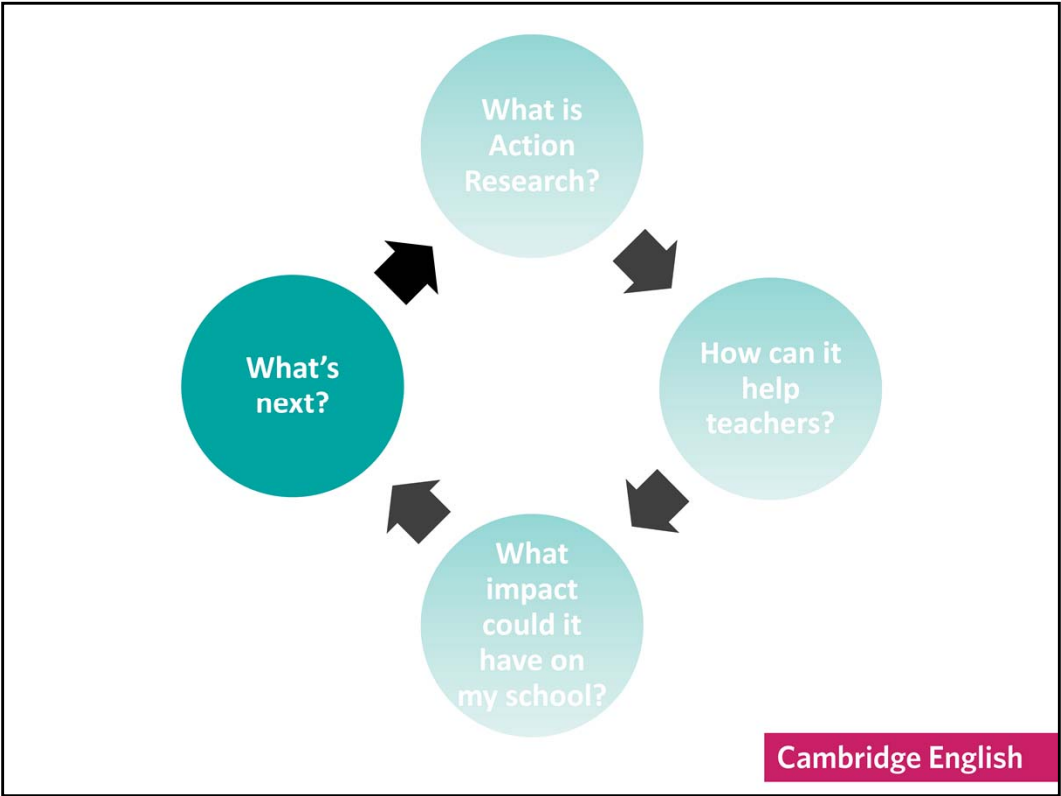 What is
Action
Research?
How can it
help
teachers?
What
impact
could it
have on
my school?
What’s
next?
Cambridge English